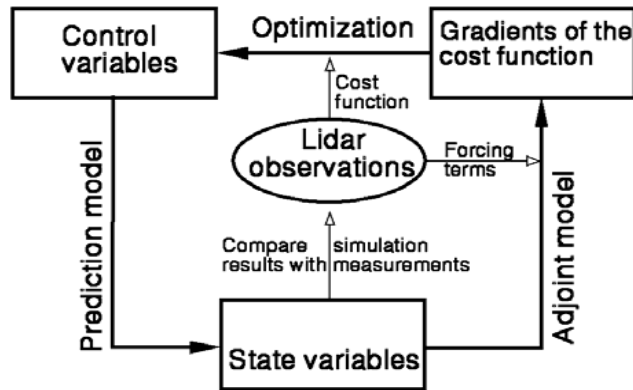 Control
variables
Optimization
Gradients of the
cost function
Cost
function
Lidar
observations
Forcing
terms
Prediction model
Adjoint model
Compare simulation
results with measurements
State variables